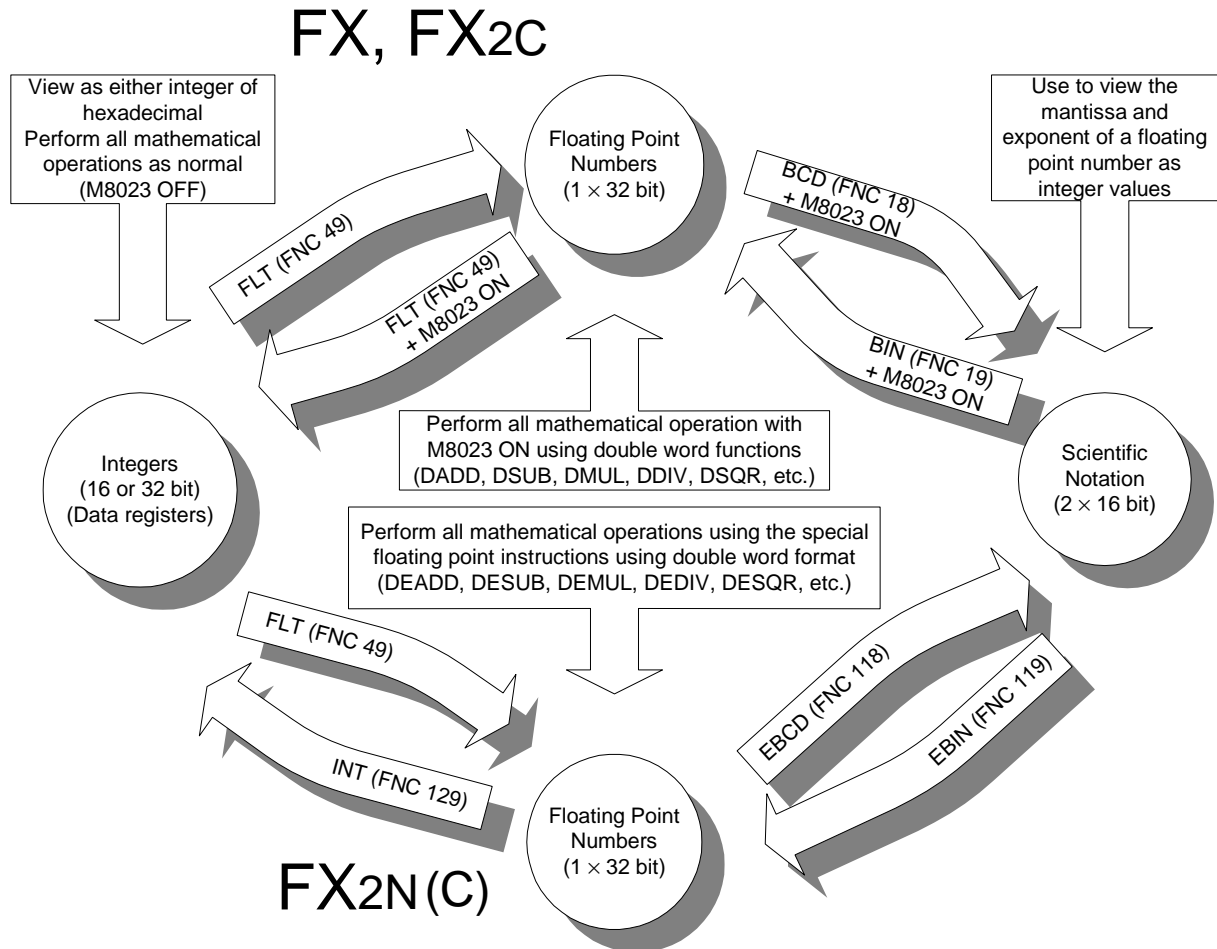 FX, FX2C
View as either integer of
hexadecimal
Perform all mathematical
operations as normal
(M8023 OFF)
Floating Point
Numbers
(1 × 32 bit)
Use to view the
mantissa and
exponent of a floating
point number as
integer values
FLT (FNC 49)
FLT (FNC 49)
+ M8023 ON
BCD (FNC 18)
+ M8023 ON
BIN (FNC 19)
+ M8023 ON
Integers
(16 or 32 bit)
(Data registers)
Perform all mathematical operation with
M8023 ON using double word functions
(DADD, DSUB, DMUL, DDIV, DSQR, etc.)
Scientific
Notation
(2 × 16 bit)
Perform all mathematical operations using the special
floating point instructions using double word format
(DEADD, DESUB, DEMUL, DEDIV, DESQR, etc.)
FLT (FNC 49)
INT (FNC 129)
EBCD (FNC 118)
EBIN (FNC 119)
Floating Point
Numbers
(1 × 32 bit)
FX2N (C)